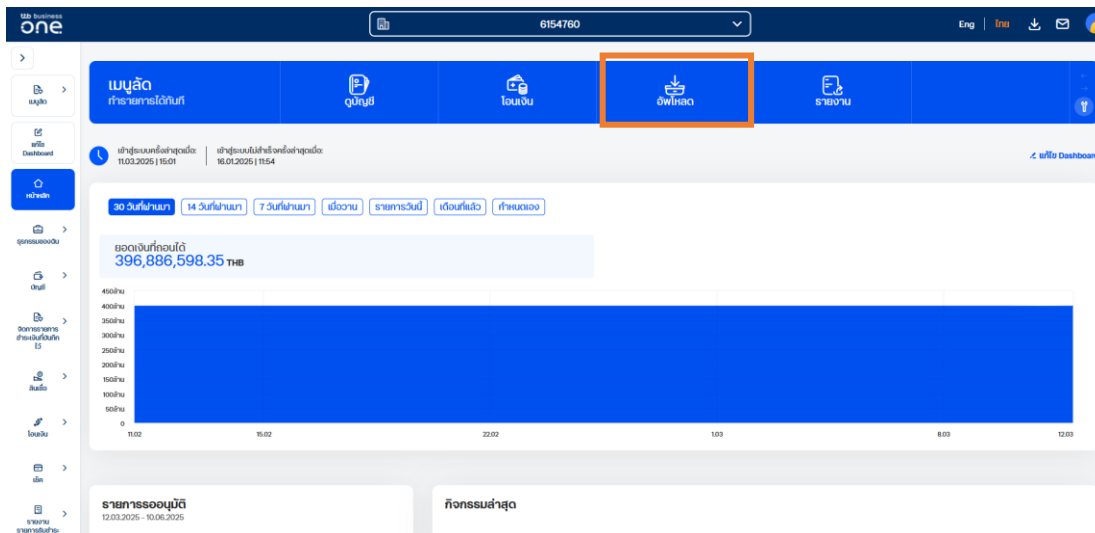 ttb business
one
6154760
Eng | ไทย
เมนูลัด
ทำรายการได้ทันที
ดูบัญชี
โอนเงิน
อัพโหลด
รายงาน
เมนูลัด
แก้ไข
Dashboard
หน้าหลัก
ธุรกรรมของฉัน
บัญชี
จัดการรายการ
ชำระเงินที่บันทึก
ไว้
สินเชื่อ
โอนเงิน
เช็ค
รายงาน
รายการรับชำระ
เข้าสู่ระบบครั้งล่าสุดเมื่อ:
11.03.2025 | 15:01
เข้าสู่ระบบไม่สำเร็จครั้งล่าสุดเมื่อ:
16.01.2025 | 11:54
แก้ไข Dashboar
30 วันที่ผ่านมา 14 วันที่ผ่านมา 7 วันที่ผ่านมา เมื่อวาน รายการวันนี้ เดือนที่แล้ว กำหนดเอง
ยอดเงินที่ถอนได้
396,886,598.35 THB
450ล้าน
400ล้าน
350ล้าน
300ล้าน
250ล้าน
200ล้าน
150ล้าน
100ล้าน
50ล้าน
0
11.02 15.02 22.02 1.03 8.03 12.03
รายการรออนุมัติ
12.03.2025 - 10.06.2025
กิจกรรมล่าสุด